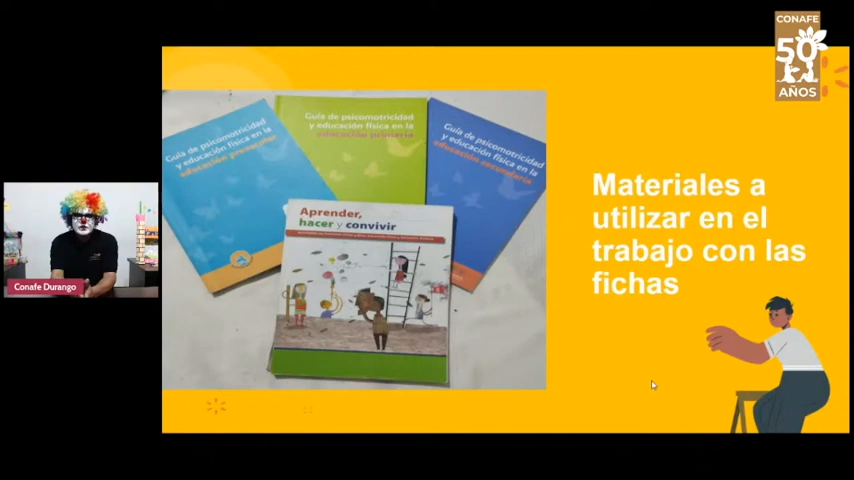 CONAFE
50
AÑOS
Guía de psicomotricidad
y educación física en la
educación preescolar
Guía de psicomotricidad
y educación física en la
educación primaria
Guía de psicomotricidad
y educación física en la
educación secundaria
Aprender,
hacer y convivir
Materiales a
utilizar en el
trabajo con las
fichas
Conafe Durango